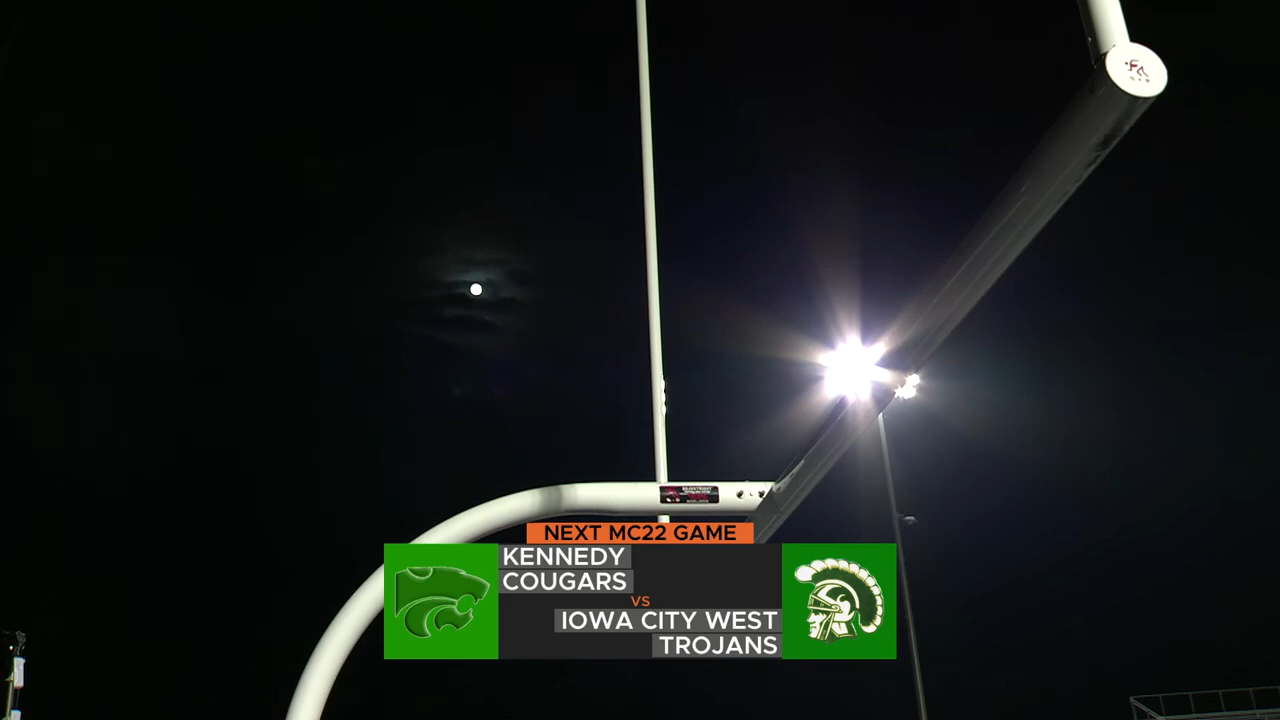 NEXT MC22 GAME
KENNEDY
COUGARS
VS
IOWA CITY WEST
TROJANS